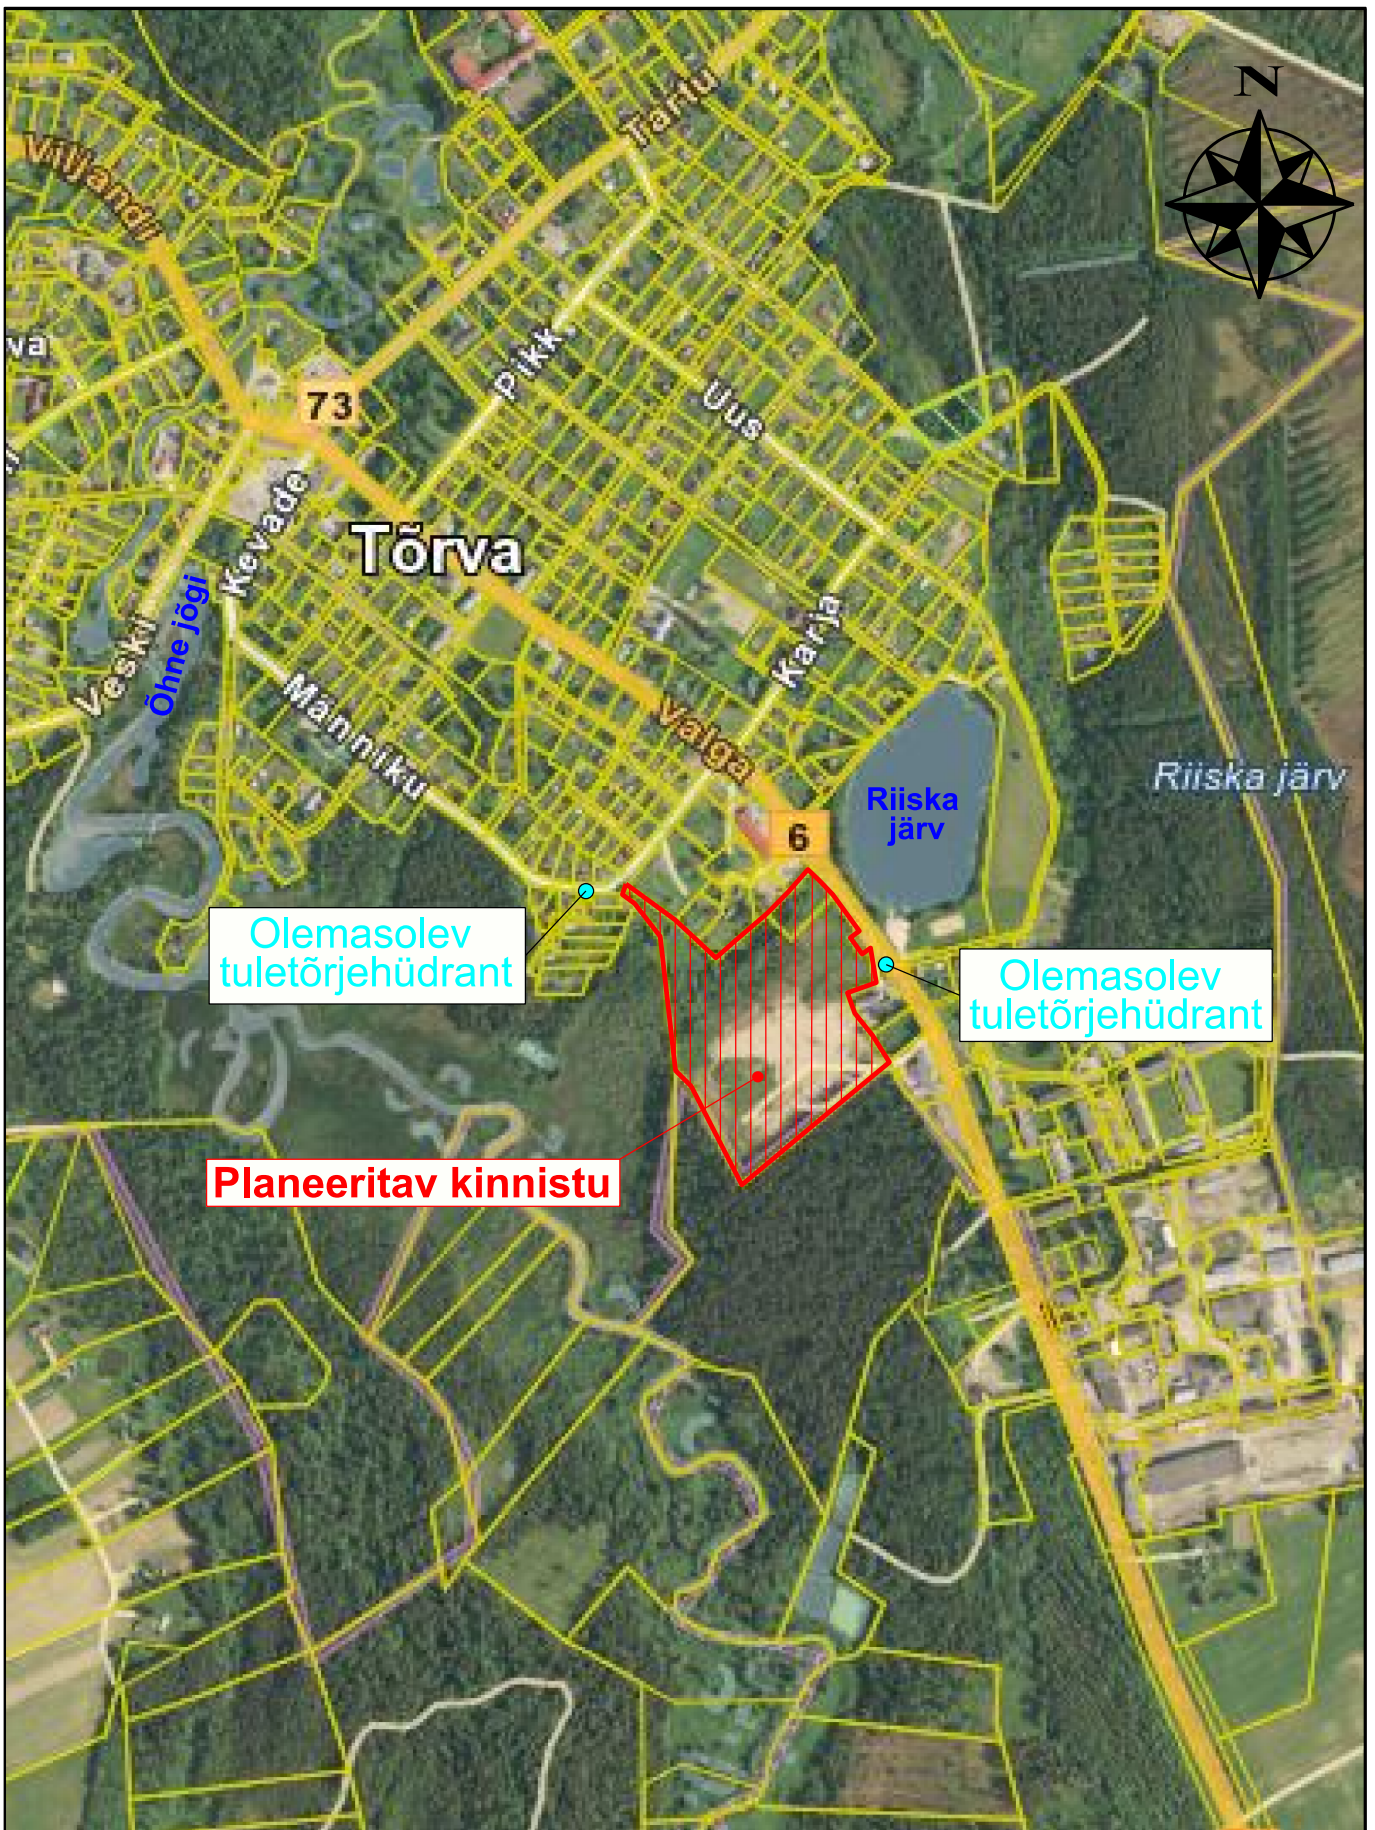 N
Tartu
Viljandi
va
Pikk
73
Uus
Kevade
Tõrva
Karja
Veski
Õhne jõgi
Männiku
Valga
Riiska järv
Riiska
järv
6
Olemasolev
tuletõrjehüdrant
Olemasolev
tuletõrjehüdrant
Planeeritav kinnistu